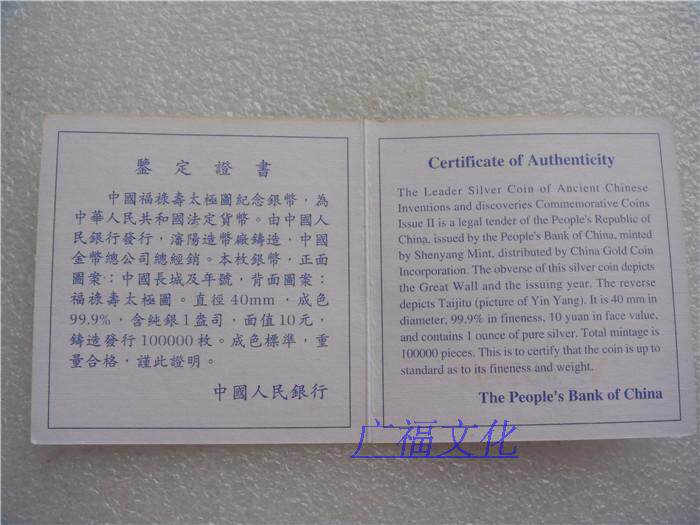 鑒定證書
中國福祿壽太極圖紀念銀幣，為
中華人民共和國法定貨幣。由中國人
民銀行發行，瀋陽造幣廠鑄造，中國
金幣總公司總經銷。本枚銀幣，正面
圖案：中國長城及年號，背面圖案：
福祿壽太極圖。直徑40mm，成色
99.9%，含純銀1盎司，面值10元，
鑄造發行100000枚。成色標準，重
量合格，謹此證明。
中國人民銀行
Certificate of Authenticity
The Leader Silver Coin of Ancient Chinese
Inventions and discoveries Commemorative Coins
Issue II is a legal tender of the People's Republic of
China, issued by the People's Bank of China, minted
by Shenyang Mint, distributed by China Gold Coin
Incorporation. The obverse of this silver coin depicts
the Great Wall and the issuing year. The reverse
depicts Taijitu (picture of Yin Yang). It is 40 mm in
diameter, 99.9% in fineness, 10 yuan in face value,
and contains 1 ounce of pure silver. Total mintage is
100000 pieces. This is to certify that the coin is up to
standard as to its fineness and weight.
The People's Bank of China
广福文化